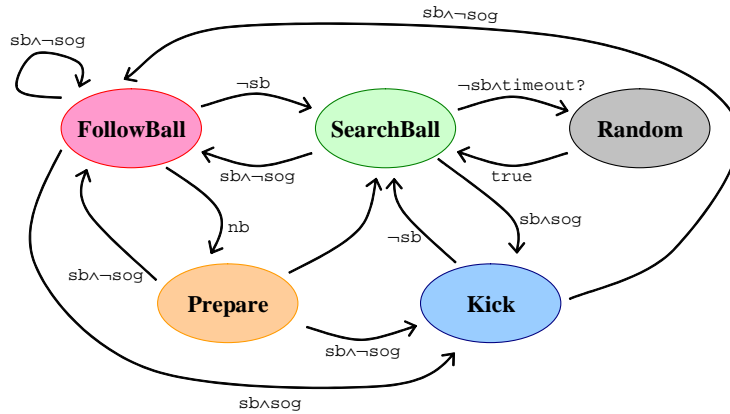 sb∧¬sog
sb∧¬sog
¬sb
¬sb∧timeout?
FollowBall
SearchBall
Random
sb∧¬sog
true
nb
sb∧sog
¬sb
sb∧¬sog
Prepare
Kick
sb∧¬sog
sb∧sog